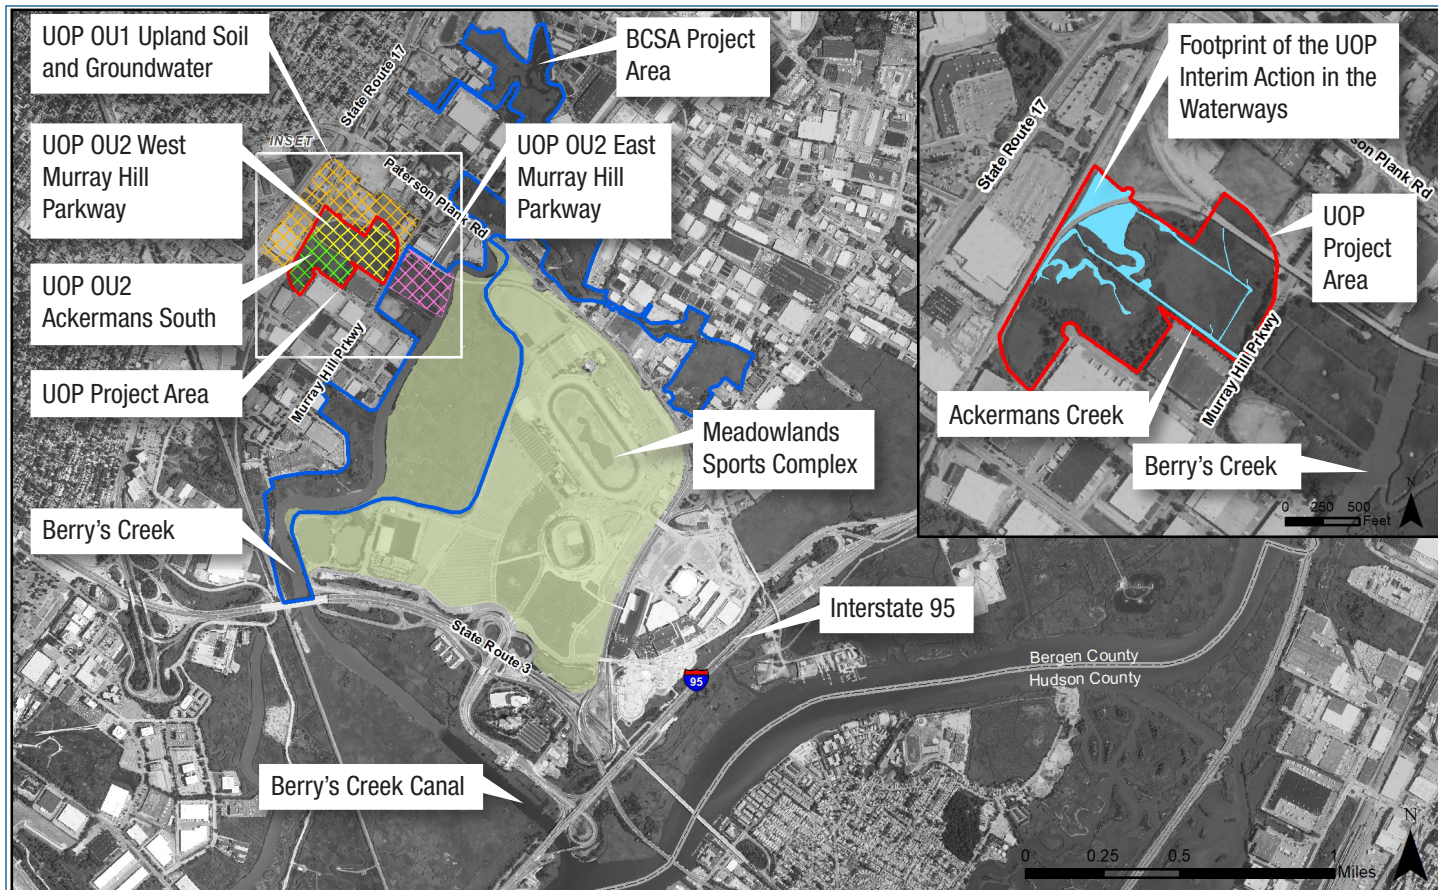 UOP OU1 Upland Soil
and Groundwater
State Route 17
BCSA Project
Area
INSET
UOP OU2 West
Murray Hill
Parkway
Paterson Plank Rd
UOP OU2 East
Murray Hill
Parkway
UOP OU2
Ackermans South
UOP Project Area
Murray Hill Prkwy
Meadowlands
Sports Complex
Berry's Creek
State Route 3
Interstate 95
95
Bergen County
Hudson County
Berry's Creek Canal
N
0 0.25 0.5 1
Miles
Footprint of the UOP
Interim Action in the
Waterways
State Route 17
son Plank Rd
UOP
Project
Area
Murray Hill Prkwy
Ackermans Creek
Berry's Creek
N
0 250 500
Feet